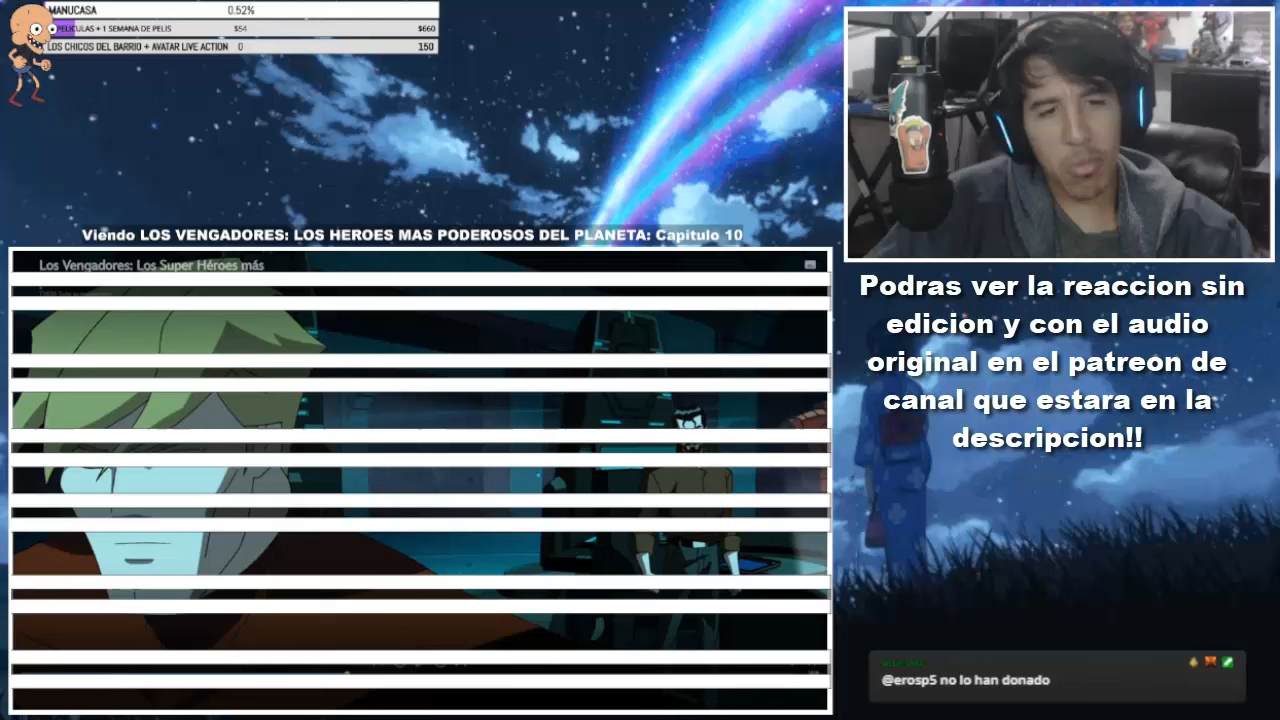 MANUCASA 0.52%
PELICULAS + 1 SEMANA DE PELIS $64 $660
LOS CHICOS DEL BARRIO + AVATAR LIVE ACTION 0 150
Viendo LOS VENGADORES: LOS HEROES MAS PODEROSOS DEL PLANETA: Capitulo 10
Los Vengadores: Los Super Héroes más
Podras ver la reaccion sin
edicion y con el audio
original en el patreon de
canal que estara en la
descripcion!!
@erosp5 no lo han donado